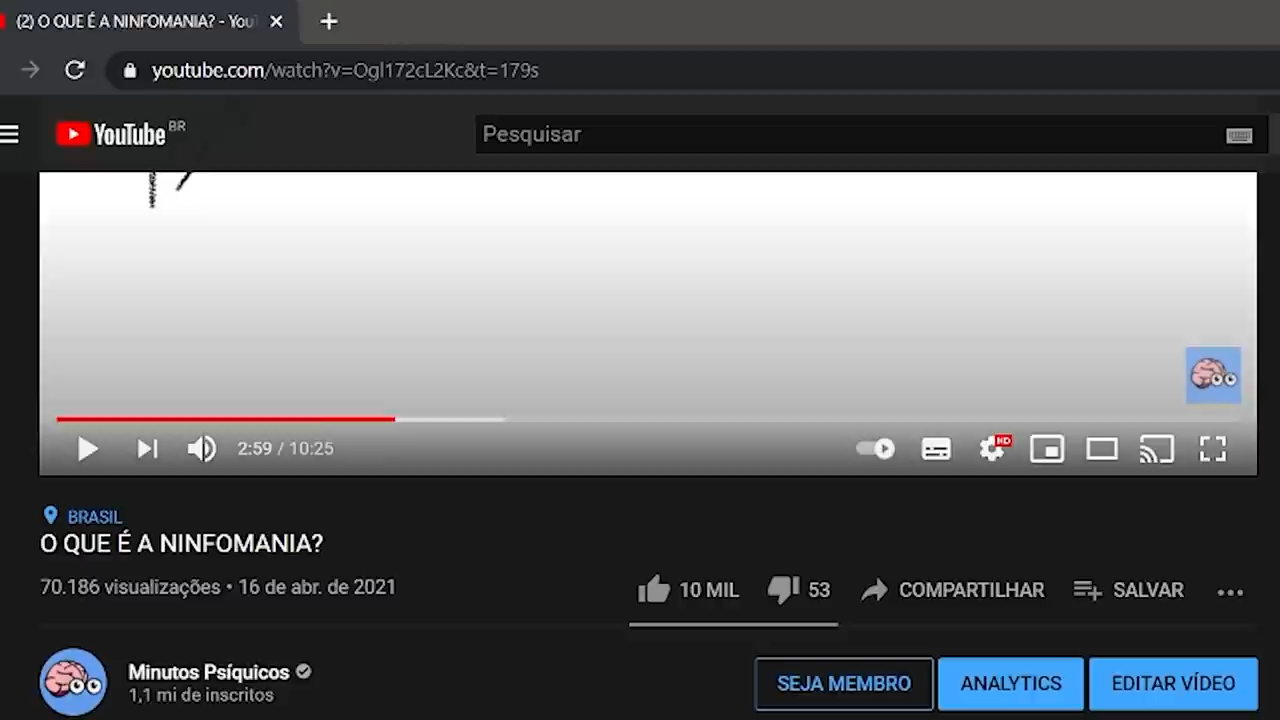 (2) O QUE É A NINFOMANIA? - You
youtube.com/watch?v=Ogl172cL2Kc&t=179s
YouTube BR
Pesquisar
2:59 / 10:25
HD
BRASIL
O QUE É A NINFOMANIA?
70.186 visualizações • 16 de abr. de 2021
10 MIL
53
COMPARTILHAR
SALVAR
Minutos Psíquicos
1,1 mi de inscritos
SEJA MEMBRO
ANALYTICS
EDITAR VÍDEO